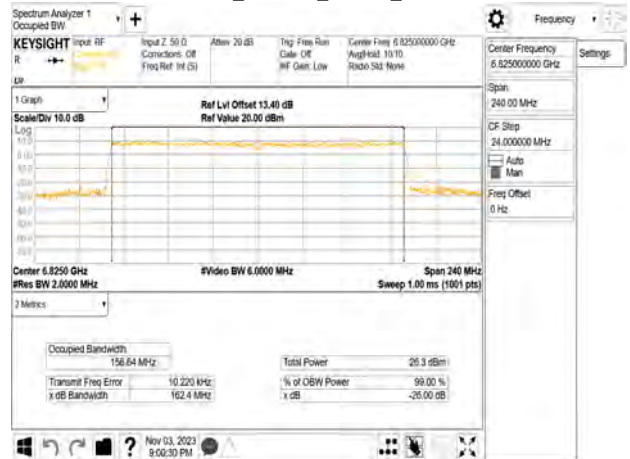 Spectrum Analyzer 1
Occupied BW
Frequency
KEYSIGHT
Input: RF
Input Z: 50 Ω
Corrections: Off
Freq Ref: Int (S)
Atten: 20 dB
Trig: Free Run
Gate: Off
#IF Gain: Low
Center Freq: 6.825000000 GHz
Avg|Hold: 10/10
Radio Std: None
R
Center Frequency
6.825000000 GHz
Settings
Span
240.00 MHz
CF Step
24.000000 MHz
Auto
Man
Freq Offset
0 Hz
1 Graph
Scale/Div 10.0 dB
Ref Lvl Offset 13.40 dB
Ref Value 20.00 dBm
Log
Center 6.8250 GHz
#Video BW 6.0000 MHz
Span 240 MHz
#Res BW 2.0000 MHz
Sweep 1.00 ms (1001 pts)
2 Metrics
Occupied Bandwidth
156.64 MHz
Total Power
26.3 dBm
Transmit Freq Error
10.220 kHz
% of OBW Power
99.00 %
x dB Bandwidth
162.4 MHz
x dB
-26.00 dB
?
Nov 03, 2023
9:00:30 PM